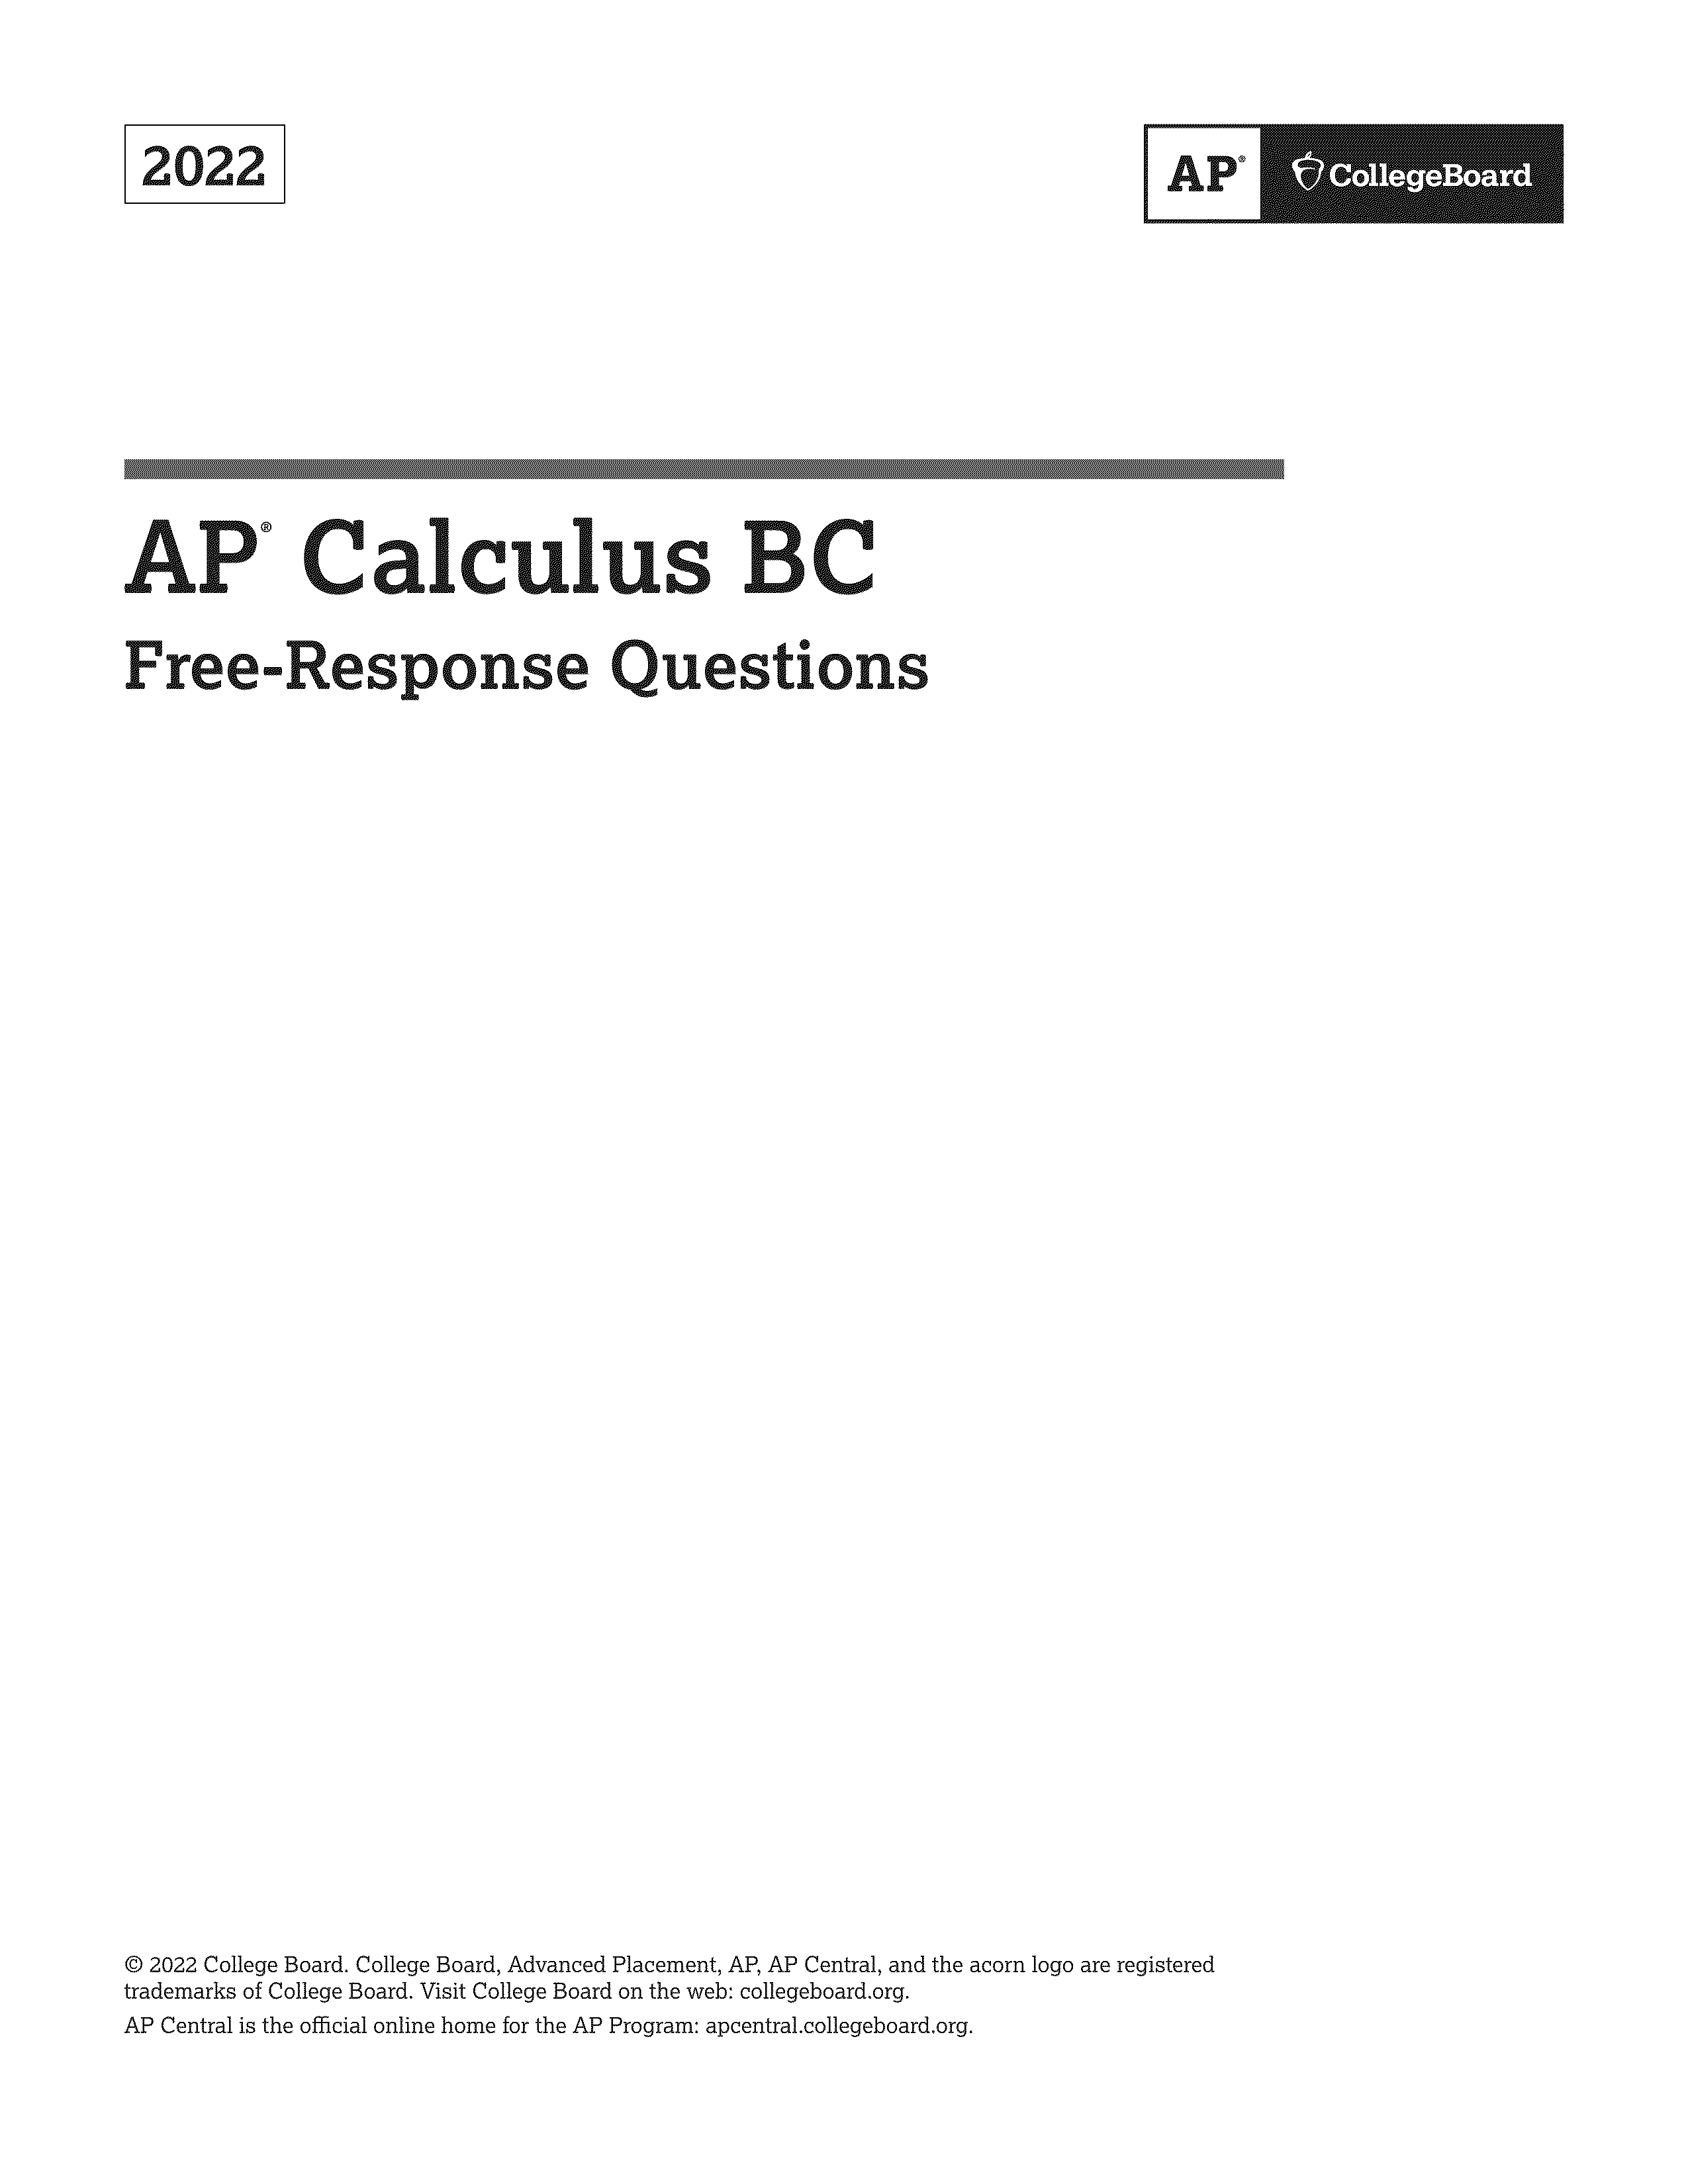 2022
AP® CollegeBoard
AP® Calculus BC
Free-Response Questions
© 2022 College Board. College Board, Advanced Placement, AP, AP Central, and the acorn logo are registered
trademarks of College Board. Visit College Board on the web: collegeboard.org.
AP Central is the official online home for the AP Program: apcentral.collegeboard.org.